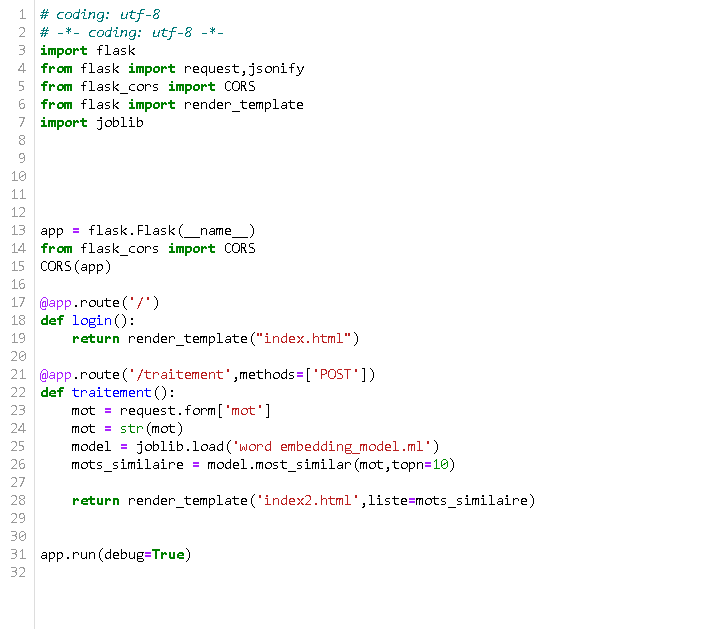 1 # coding: utf-8
2 # -*- coding: utf-8 -*-
3 import flask
4 from flask import request,jsonify
5 from flask_cors import CORS
6 from flask import render_template
7 import joblib
8
9
10
11
12
13 app = flask.Flask(__name__)
14 from flask_cors import CORS
15 CORS(app)
16
17 @app.route('/')
18 def login():
19     return render_template("index.html")
20
21 @app.route('/traitement',methods=['POST'])
22 def traitement():
23     mot = request.form['mot']
24     mot = str(mot)
25     model = joblib.load('word embedding_model.ml')
26     mots_similaire = model.most_similar(mot,topn=10)
27
28     return render_template('index2.html',liste=mots_similaire)
29
30
31 app.run(debug=True)
32